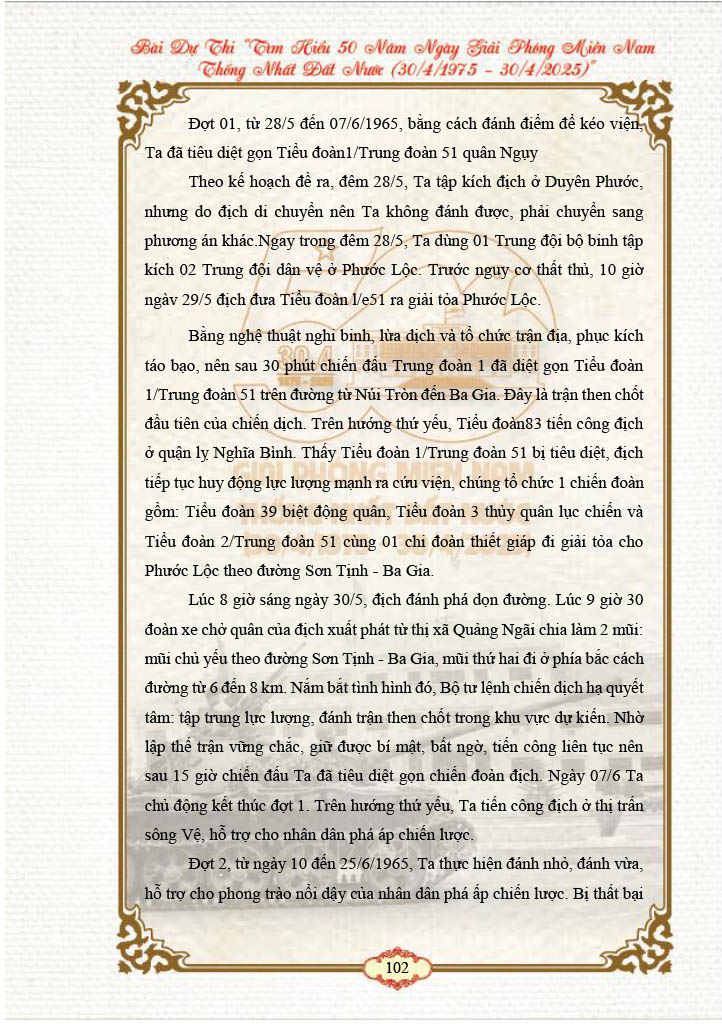 Bài Dự Thi “Tìm Hiểu 50 Năm Ngày Giải Phóng Miền Nam
Thống Nhất Đất Nước (30/4/1975 – 30/4/2025)”
Đợt 01, từ 28/5 đến 07/6/1965, bằng cách đánh điểm để kéo viện,
Ta đã tiêu diệt gọn Tiểu đoàn1/Trung đoàn 51 quân Ngụy
Theo kế hoạch đề ra, đêm 28/5, Ta tập kích địch ở Duyên Phước,
nhưng do địch di chuyển nên Ta không đánh được, phải chuyển sang
phương án khác.Ngay trong đêm 28/5, Ta dùng 01 Trung đội bộ binh tập
kích 02 Trung đội dân vệ ở Phước Lộc. Trước nguy cơ thất thủ, 10 giờ
ngàv 29/5 địch đưa Tiểu đoàn l/e51 ra giải tỏa Phước Lộc.
Bằng nghệ thuật nghi binh, lừa dịch và tổ chức trận địa, phục kích
táo bạo, nên sau 30 phút chiến đấu Trung đoàn 1 đã diệt gọn Tiểu đoàn
1/Trung đoàn 51 trên đường từ Núi Tròn đến Ba Gia. Đây là trận then chốt
đầu tiên của chiến dịch. Trên hướng thứ yếu, Tiểu đoàn83 tiến công địch
ở quận lỵ Nghĩa Bình. Thấy Tiểu đoàn 1/Trung đoàn 51 bị tiêu diệt, địch
tiếp tục huy động lực lượng mạnh ra cứu viện, chúng tổ chức 1 chiến đoàn
gồm: Tiểu đoàn 39 biệt động quân, Tiểu đoàn 3 thủy quân lục chiến và
Tiểu đoàn 2/Trung đoàn 51 cùng 01 chi đoàn thiết giáp đi giải tỏa cho
Phước Lộc theo đường Sơn Tịnh - Ba Gia.
Lúc 8 giờ sáng ngày 30/5, địch đánh phá dọn đường. Lúc 9 giờ 30
đoàn xe chở quân của địch xuất phát từ thị xã Quảng Ngãi chia làm 2 mũi:
mũi chủ yếu theo đường Sơn Tịnh - Ba Gia, mũi thứ hai đi ở phía bắc cách
đường từ 6 đến 8 km. Nắm bắt tình hình đó, Bộ tư lệnh chiến dịch hạ quyết
tâm: tập trung lực lượng, đánh trận then chốt trong khu vực dự kiến. Nhờ
lập thế trận vững chắc, giữ được bí mật, bất ngờ, tiến công liên tục nên
sau 15 giờ chiến đấu Ta đã tiêu diệt gọn chiến đoàn địch. Ngày 07/6 Ta
chủ động kết thúc đợt 1. Trên hướng thứ yếu, Ta tiến công địch ở thị trấn
sông Vệ, hỗ trợ cho nhân dân phá áp chiến lược.
Đợt 2, từ ngày 10 đến 25/6/1965, Ta thực hiện đánh nhỏ, đánh vừa,
hỗ trợ cho phong trào nổi dậy của nhân dân phá ấp chiến lược. Bị thất bại
102